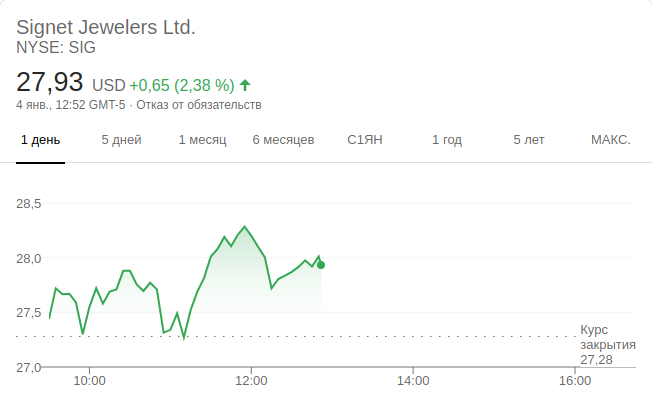 Signet Jewelers Ltd.
NYSE: SIG
27,93 USD +0,65 (2,38 %)
4 янв., 12:52 GMT-5 · Отказ от обязательств
1 день 5 дней 1 месяц 6 месяцев С1ЯН 1 год 5 лет МАКС.
28,5
28,0
27,5
Курс
закрытия
27,28
27,0
10:00 12:00 14:00 16:00